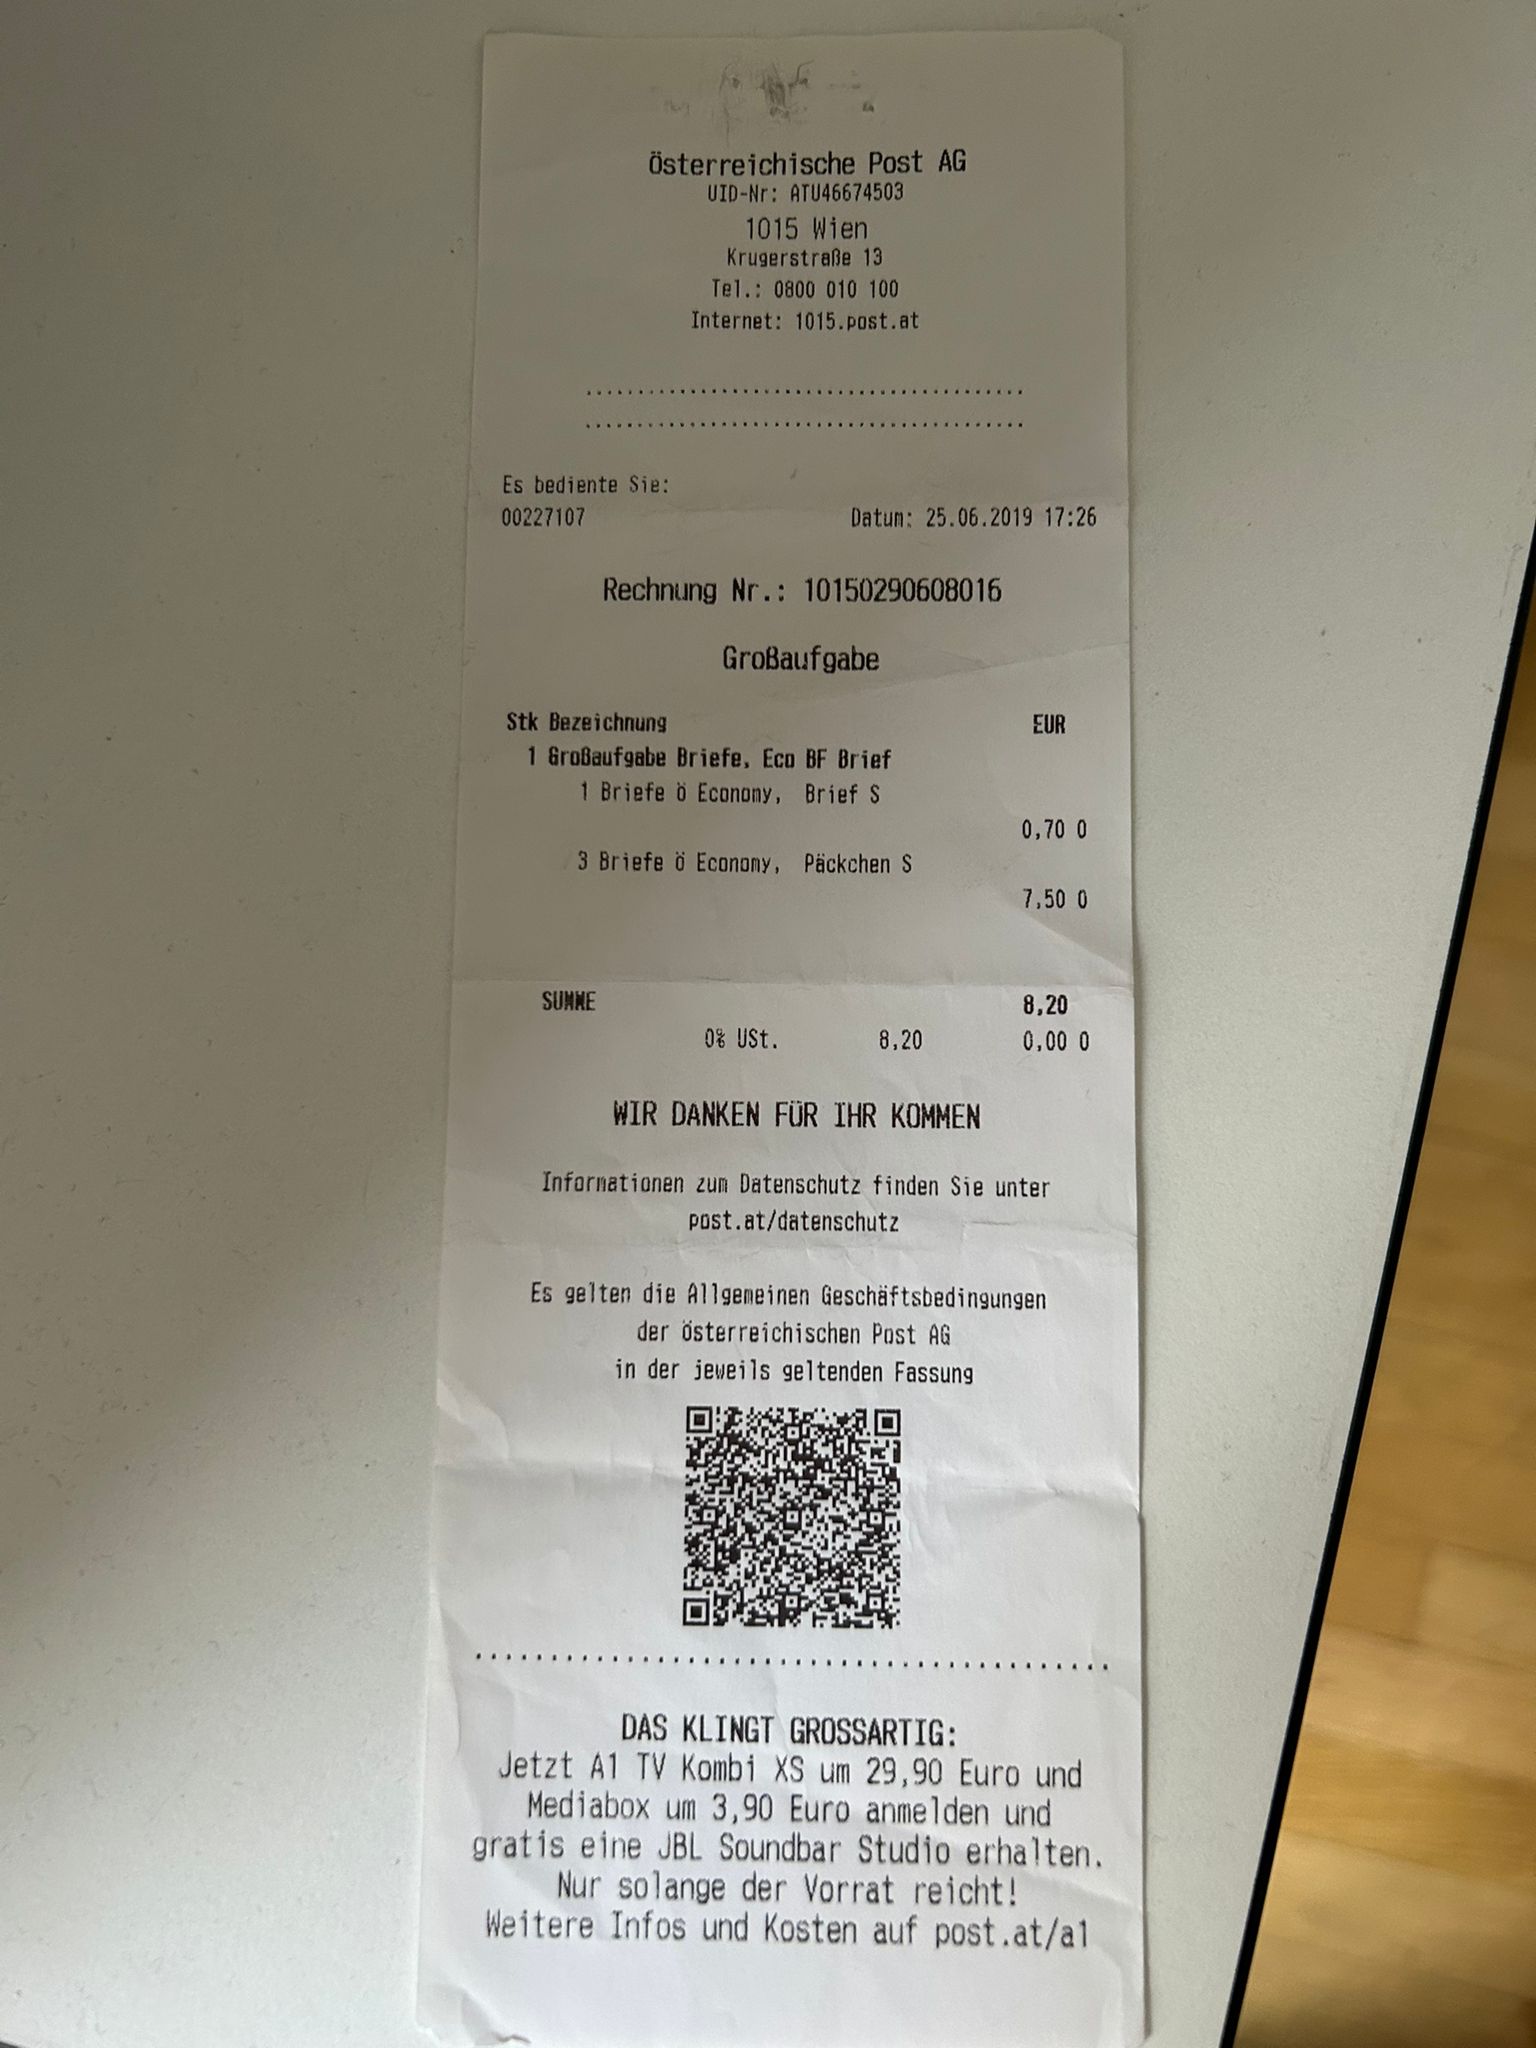 Österreichische Post AG
UID-Nr: ATU46674503
1015 Wien
Krugerstraße 13
Tel.: 0800 010 100
Internet: 1015.post.at
Es bediente Sie:
00227107 Datum: 25.06.2019 17:26
Rechnung Nr.: 10150290608016
Großaufgabe
Stk Bezeichnung EUR
1 Großaufgabe Briefe, Eco BF Brief
1 Briefe ö Economy, Brief S
0,70 0
3 Briefe ö Economy, Päckchen S
7,50 0
SUMME 8,20
0% USt. 8,20 0,00 0
WIR DANKEN FÜR IHR KOMMEN
Informationen zum Datenschutz finden Sie unter
post.at/datenschutz
Es gelten die Allgemeinen Geschäftsbedingungen
der Österreichischen Post AG
in der jeweils geltenden Fassung
DAS KLINGT GROSSARTIG:
Jetzt A1 TV Kombi XS um 29,90 Euro und
Mediabox um 3,90 Euro anmelden und
gratis eine JBL Soundbar Studio erhalten.
Nur solange der Vorrat reicht!
Weitere Infos und Kosten auf post.at/a1